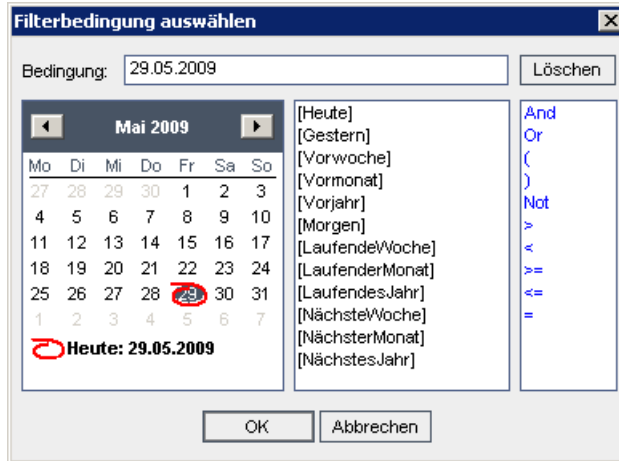 Filterbedingung auswählen
Bedingung: 29.05.2009 Löschen
Mai 2009
Mo Di Mi Do Fr Sa So
27 28 29 30 1 2 3
4 5 6 7 8 9 10
11 12 13 14 15 16 17
18 19 20 21 22 23 24
25 26 27 28 29 30 31
1 2 3 4 5 6 7
Heute: 29.05.2009
[Heute]
[Gestern]
[Vorwoche]
[Vormonat]
[Vorjahr]
[Morgen]
[LaufendeWoche]
[LaufenderMonat]
[LaufendesJahr]
[NächsteWoche]
[NächsterMonat]
[NächstesJahr]
And
Or
(
)
Not
>
<
>=
<=
=
OK Abbrechen